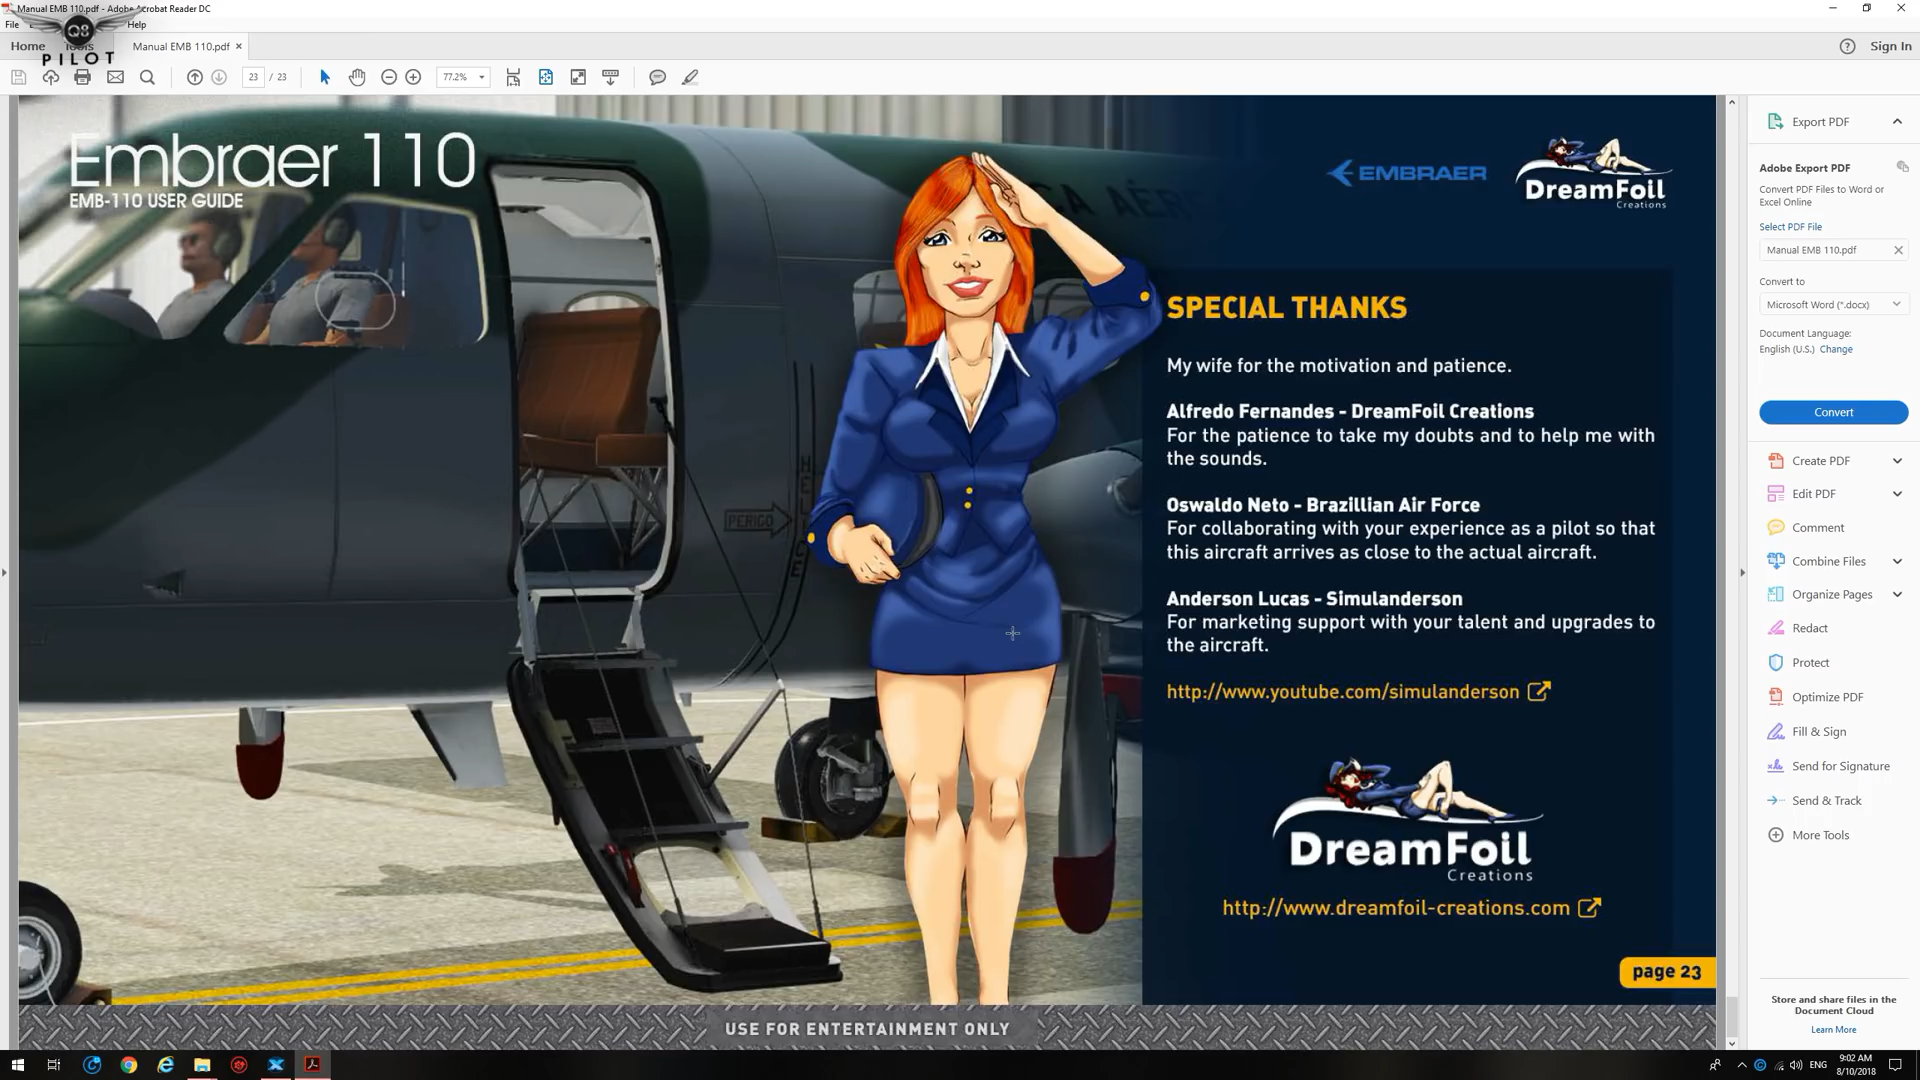 Manual EMB 110.pdf - Adobe Acrobat Reader DC
File
Help
Q8
PILOT
Home
Tools
Manual EMB 110.pdf
Sign In
23 / 23
77.2%
Embraer 110
EMB-110 USER GUIDE
EMBRAER
DreamFoil
Creations
PERIGO
HÉLICE
SPECIAL THANKS
My wife for the motivation and patience.
Alfredo Fernandes - DreamFoil Creations
For the patience to take my doubts and to help me with
the sounds.
Oswaldo Neto - Brazillian Air Force
For collaborating with your experience as a pilot so that
this aircraft arrives as close to the actual aircraft.
Anderson Lucas - Simulanderson
For marketing support with your talent and upgrades to
the aircraft.
http://www.youtube.com/simulanderson
DreamFoil
Creations
http://www.dreamfoil-creations.com
page 23
USE FOR ENTERTAINMENT ONLY
Export PDF
Adobe Export PDF
Convert PDF Files to Word or
Excel Online
Select PDF File
Manual EMB 110.pdf
Convert to
Microsoft Word (*.docx)
Document Language:
English (U.S.) Change
Convert
Create PDF
Edit PDF
Comment
Combine Files
Organize Pages
Redact
Protect
Optimize PDF
Fill & Sign
Send for Signature
Send & Track
More Tools
Store and share files in the
Document Cloud
Learn More
ENG
9:02 AM
8/10/2018